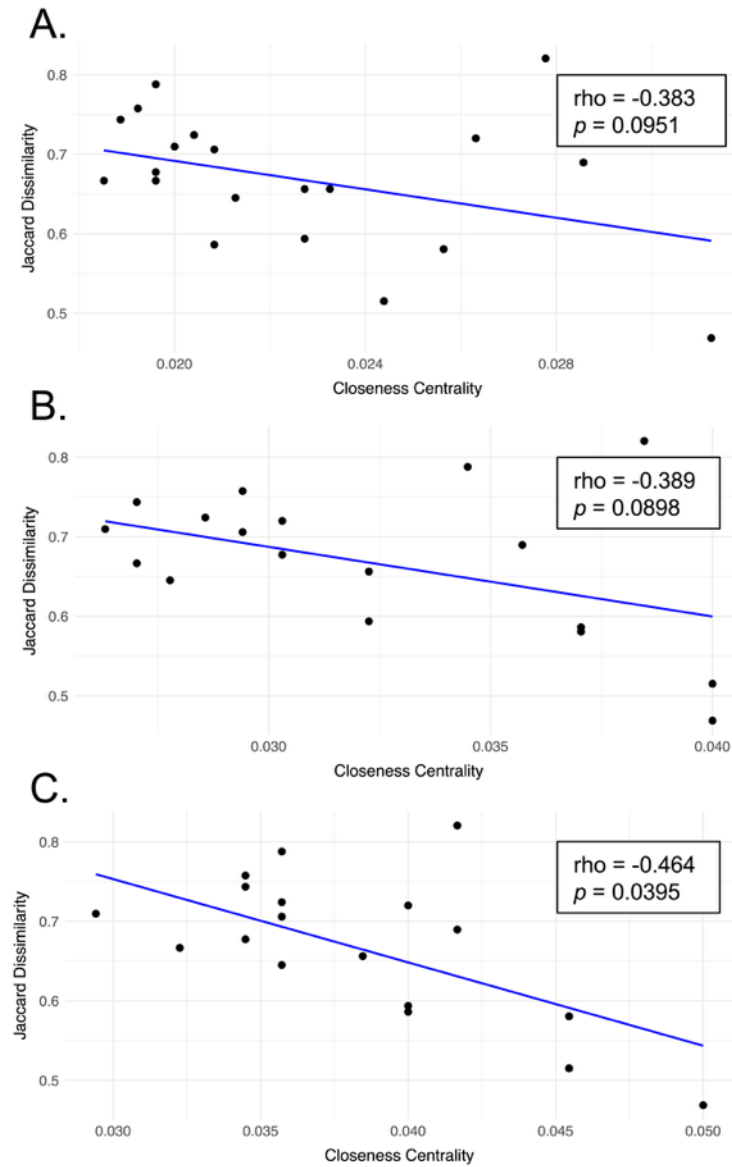 A.
0.8
0.7
0.6
0.5
Jaccard Dissimilarity
rho = -0.383
p = 0.0951
0.020 0.024 0.028
Closeness Centrality
B.
0.8
0.7
0.6
0.5
Jaccard Dissimilarity
rho = -0.389
p = 0.0898
0.030 0.035 0.040
Closeness Centrality
C.
0.8
0.7
0.6
0.5
Jaccard Dissimilarity
rho = -0.464
p = 0.0395
0.030 0.035 0.040 0.045 0.050
Closeness Centrality